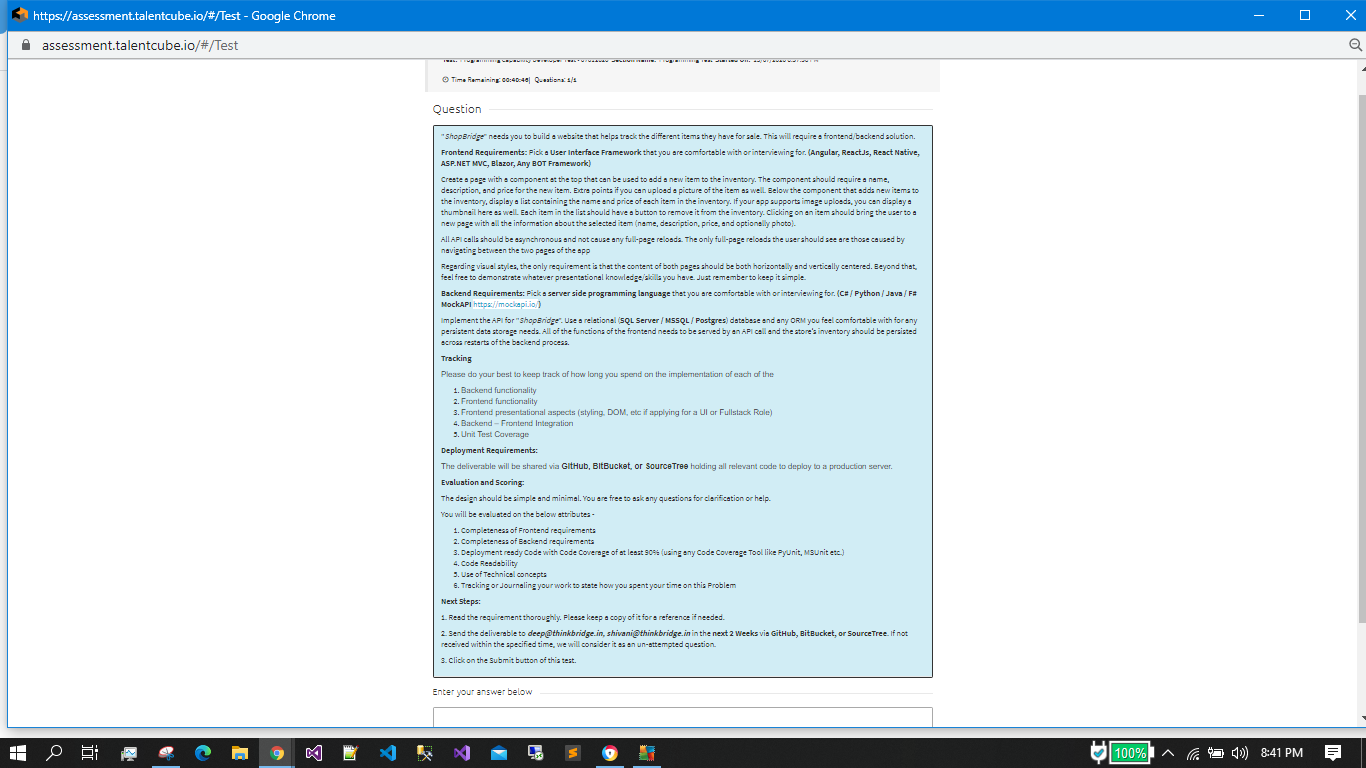 https://assessment.talentcube.io/#/Test - Google Chrome
assessment.talentcube.io/#/Test
Time Remaining: 00:40:46| Questions: 1/1
Question
"ShopBridge" needs you to build a website that helps track the different items they have for sale. This will require a frontend/backend solution.
Frontend Requirements: Pick a User Interface Framework that you are comfortable with or interviewing for. (Angular, ReactJs, React Native,
ASP.NET MVC, Blazor, Any BOT Framework)
Create a page with a component at the top that can be used to add a new item to the inventory. The component should require a name,
description, and price for the new item. Extra points if you can upload a picture of the item as well. Below the component that adds new items to
the inventory, display a list containing the name and price of each item in the inventory. If your app supports image uploads, you can display a
thumbnail here as well. Each item in the list should have a button to remove it from the inventory. Clicking on an item should bring the user to a
new page with all the information about the selected item (name, description, price, and optionally photo).
All API calls should be asynchronous and not cause any full-page reloads. The only full-page reloads the user should see are those caused by
navigating between the two pages of the app
Regarding visual styles, the only requirement is that the content of both pages should be both horizontally and vertically centered. Beyond that,
feel free to demonstrate whatever presentational knowledge/skills you have. Just remember to keep it simple.
Backend Requirements: Pick a server side programming language that you are comfortable with or interviewing for. (C# / Python / Java / F#
MockAPI https://mockapi.io/)
Implement the API for "ShopBridge". Use a relational (SQL Server / MSSQL / Postgres) database and any ORM you feel comfortable with for any
persistent data storage needs. All of the functions of the frontend needs to be served by an API call and the store's inventory should be persisted
across restarts of the backend process.
Tracking
Please do your best to keep track of how long you spend on the implementation of each of the
1. Backend functionality
2. Frontend functionality
3. Frontend presentational aspects (styling, DOM, etc if applying for a UI or Fullstack Role)
4. Backend – Frontend Integration
5. Unit Test Coverage
Deployment Requirements:
The deliverable will be shared via GitHub, BitBucket, or SourceTree holding all relevant code to deploy to a production server.
Evaluation and Scoring:
The design should be simple and minimal. You are free to ask any questions for clarification or help.
You will be evaluated on the below attributes -
1. Completeness of Frontend requirements
2. Completeness of Backend requirements
3. Deployment ready Code with Code Coverage of at least 90% (using any Code Coverage Tool like PyUnit, MSUnit etc.)
4. Code Readability
5. Use of Technical concepts
6. Tracking or Journaling your work to state how you spent your time on this Problem
Next Steps:
1. Read the requirement thoroughly. Please keep a copy of it for a reference if needed.
2. Send the deliverable to deep@thinkbridge.in, shivani@thinkbridge.in in the next 2 Weeks via GitHub, BitBucket, or SourceTree. If not
received within the specified time, we will consider it as an un-attempted question.
3. Click on the Submit button of this test.
Enter your answer below
100%
8:41 PM